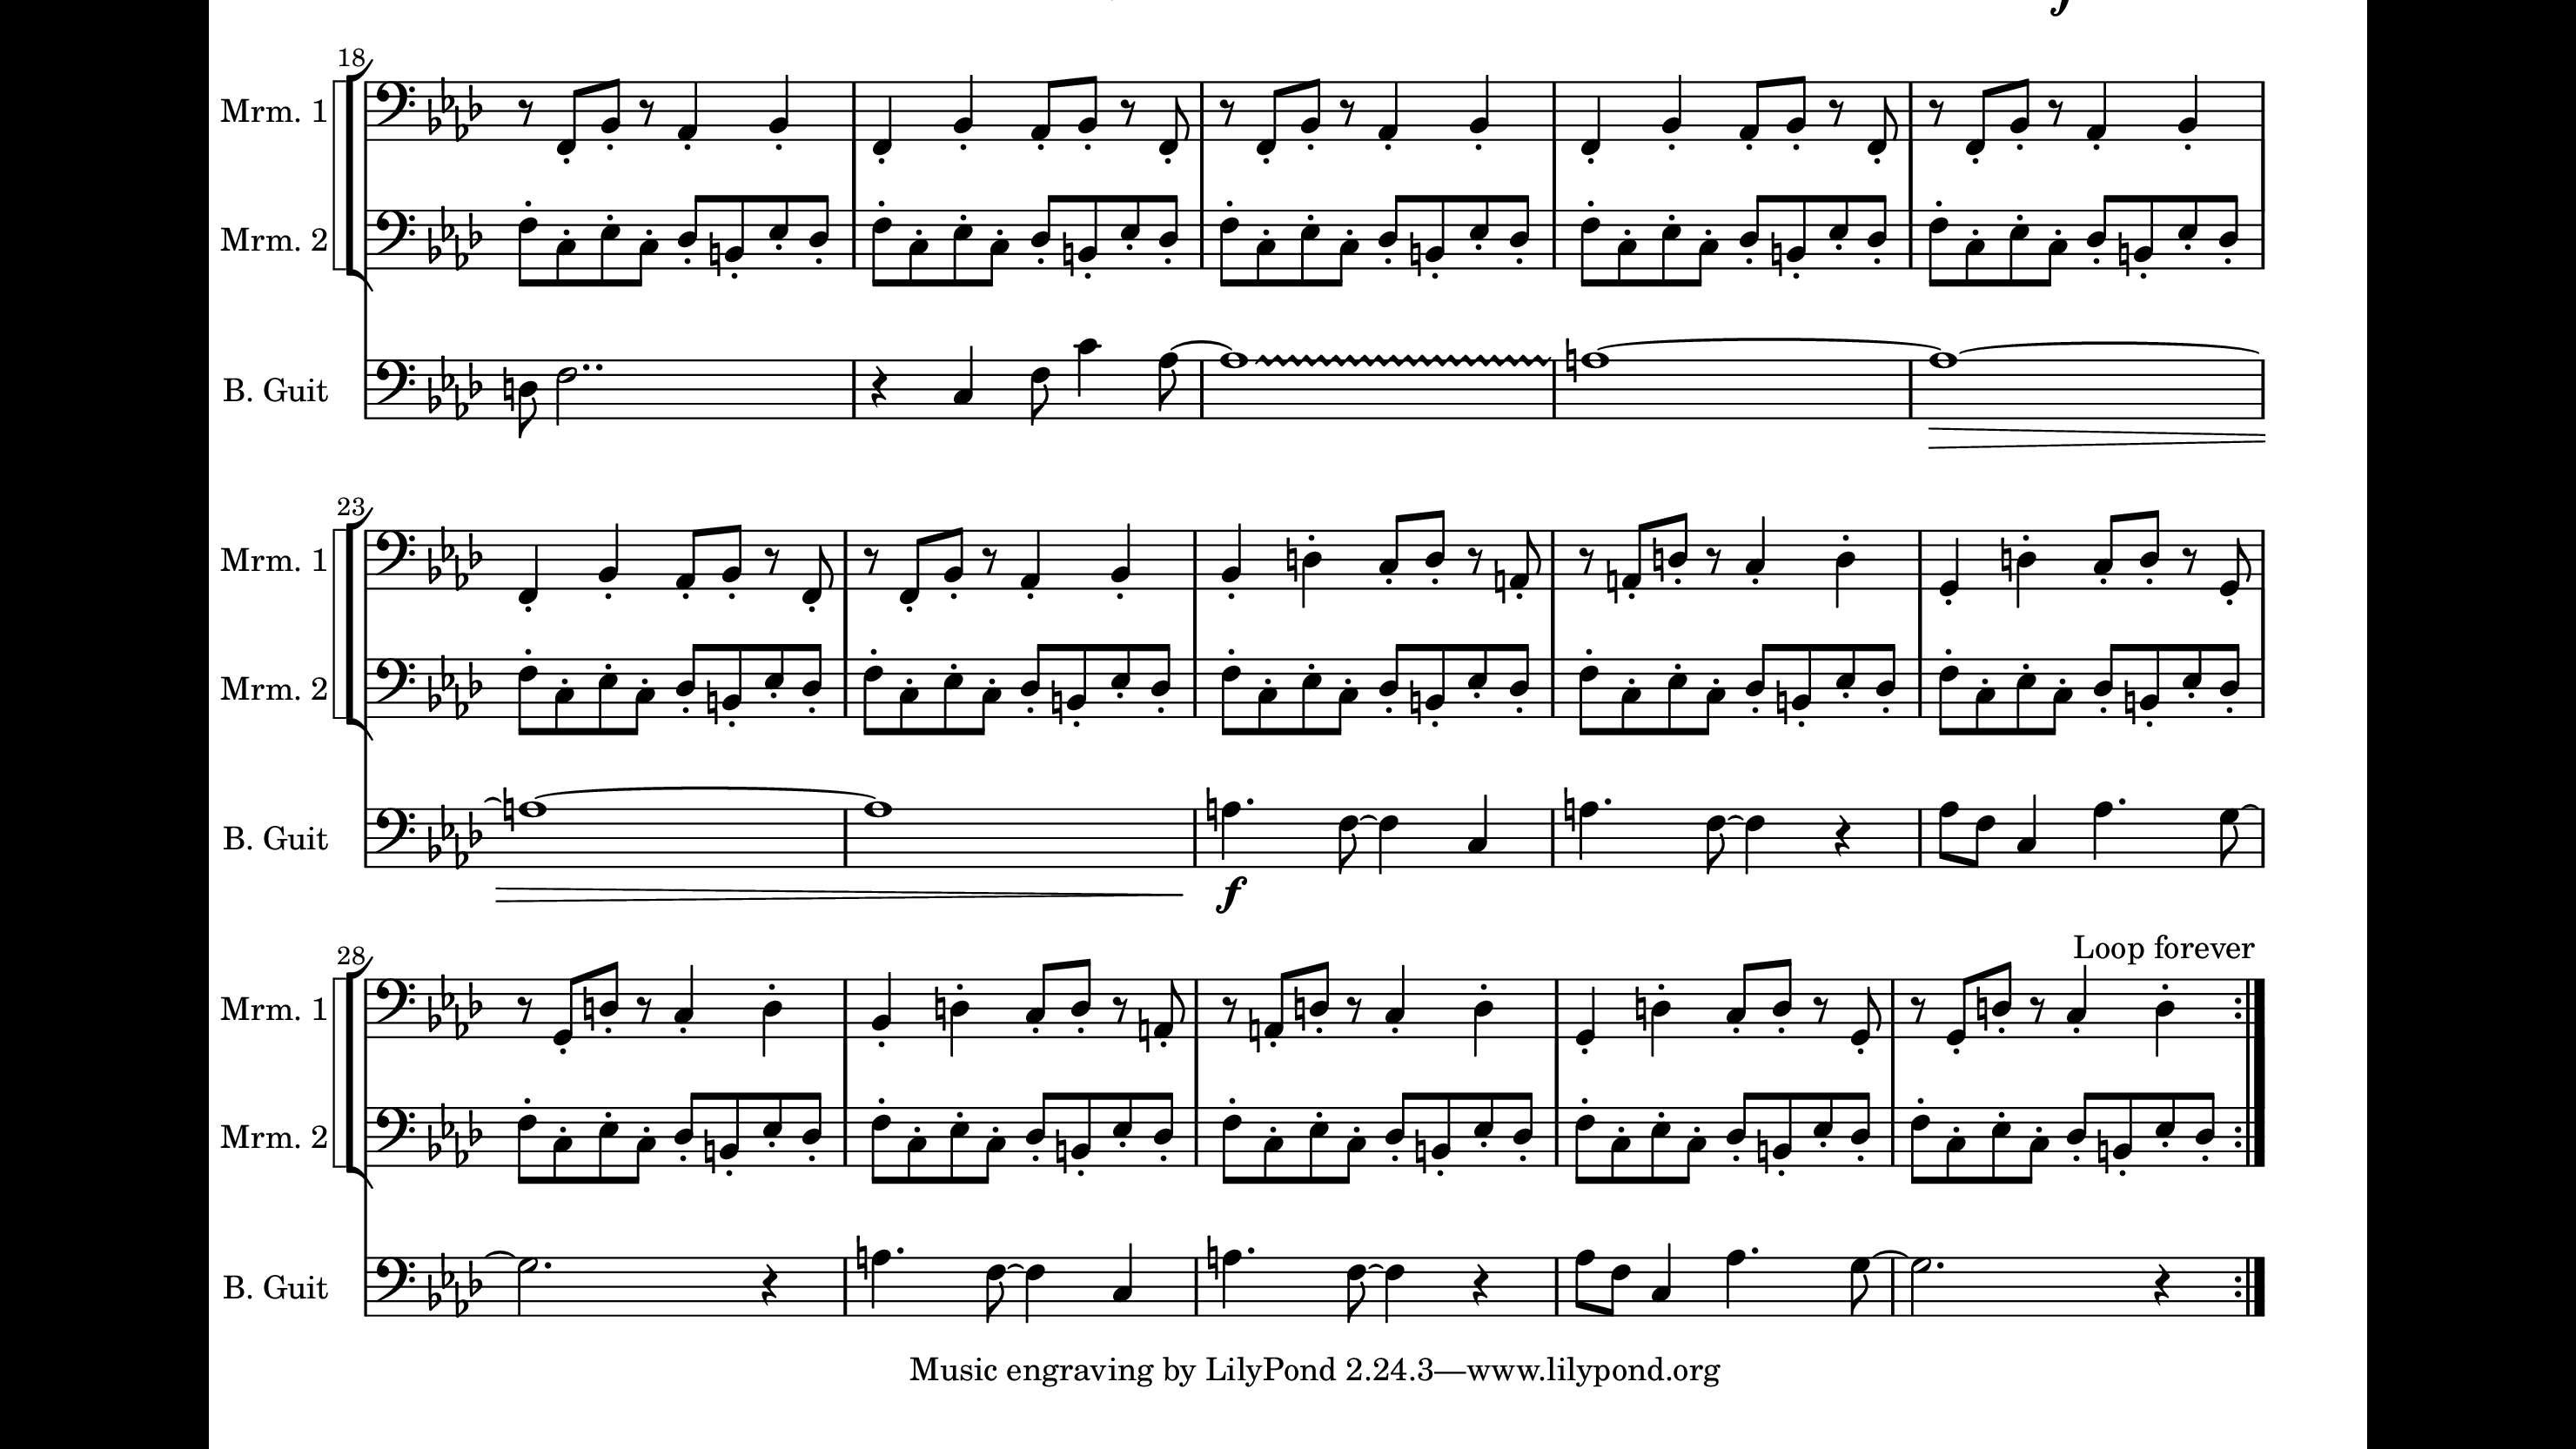 f
18
Mrm. 1
Mrm. 2
B. Guit
23
Mrm. 1
Mrm. 2
B. Guit
f
28
Loop forever
Mrm. 1
Mrm. 2
B. Guit
Music engraving by LilyPond 2.24.3—www.lilypond.org